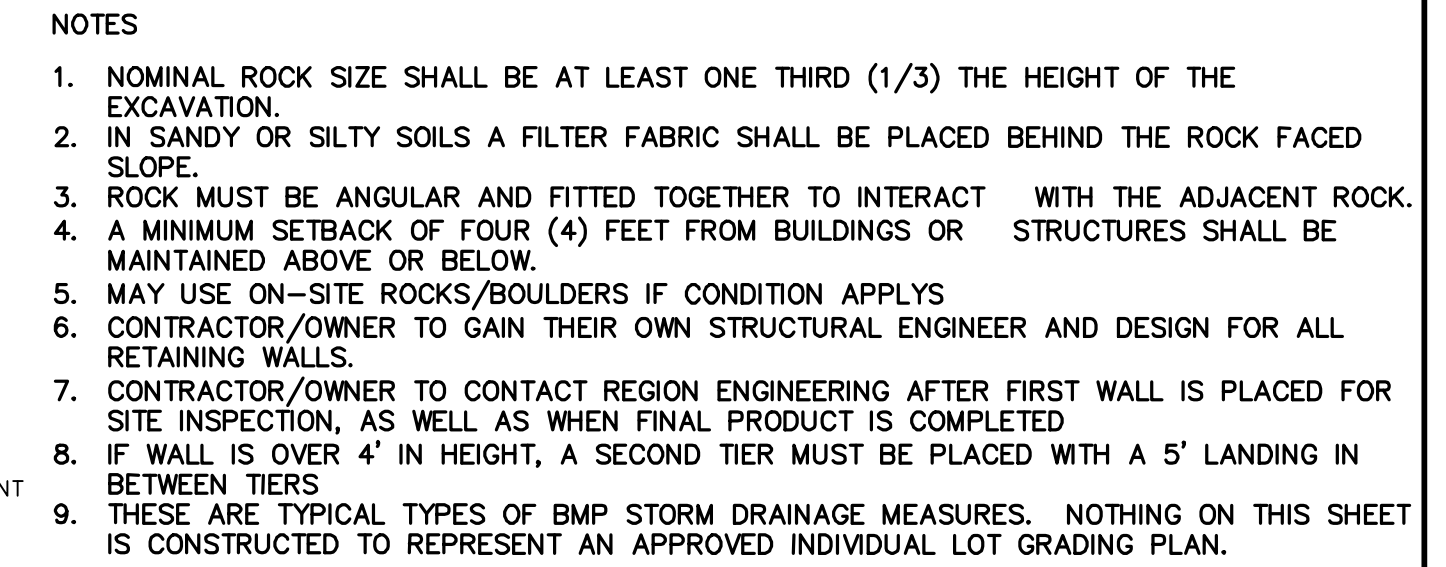 NOTES
1. NOMINAL ROCK SIZE SHALL BE AT LEAST ONE THIRD (1/3) THE HEIGHT OF THE
EXCAVATION.
2. IN SANDY OR SILTY SOILS A FILTER FABRIC SHALL BE PLACED BEHIND THE ROCK FACED
SLOPE.
3. ROCK MUST BE ANGULAR AND FITTED TOGETHER TO INTERACT WITH THE ADJACENT ROCK.
4. A MINIMUM SETBACK OF FOUR (4) FEET FROM BUILDINGS OR STRUCTURES SHALL BE
MAINTAINED ABOVE OR BELOW.
5. MAY USE ON-SITE ROCKS/BOULDERS IF CONDITION APPLYS
6. CONTRACTOR/OWNER TO GAIN THEIR OWN STRUCTURAL ENGINEER AND DESIGN FOR ALL
RETAINING WALLS.
7. CONTRACTOR/OWNER TO CONTACT REGION ENGINEERING AFTER FIRST WALL IS PLACED FOR
SITE INSPECTION, AS WELL AS WHEN FINAL PRODUCT IS COMPLETED
8. IF WALL IS OVER 4' IN HEIGHT, A SECOND TIER MUST BE PLACED WITH A 5' LANDING IN
BETWEEN TIERS
NT
9. THESE ARE TYPICAL TYPES OF BMP STORM DRAINAGE MEASURES. NOTHING ON THIS SHEET
IS CONSTRUCTED TO REPRESENT AN APPROVED INDIVIDUAL LOT GRADING PLAN.